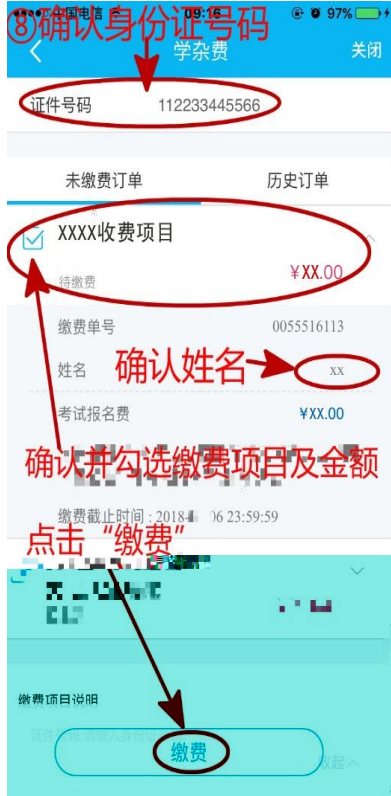 中国电信 09:16 97%
⑧确认身份证号码
学杂费 关闭
证件号码 112233445566
未缴费订单 历史订单
XXXX收费项目
待缴费 ¥XX.00
缴费单号 0055516113
姓名 确认姓名 xx
考试报名费 ¥XX.00
确认并勾选缴费项目及金额
缴费截止时间 : 2018- 06 23:59:59
点击“缴费”
缴费项目说明
缴费
收起